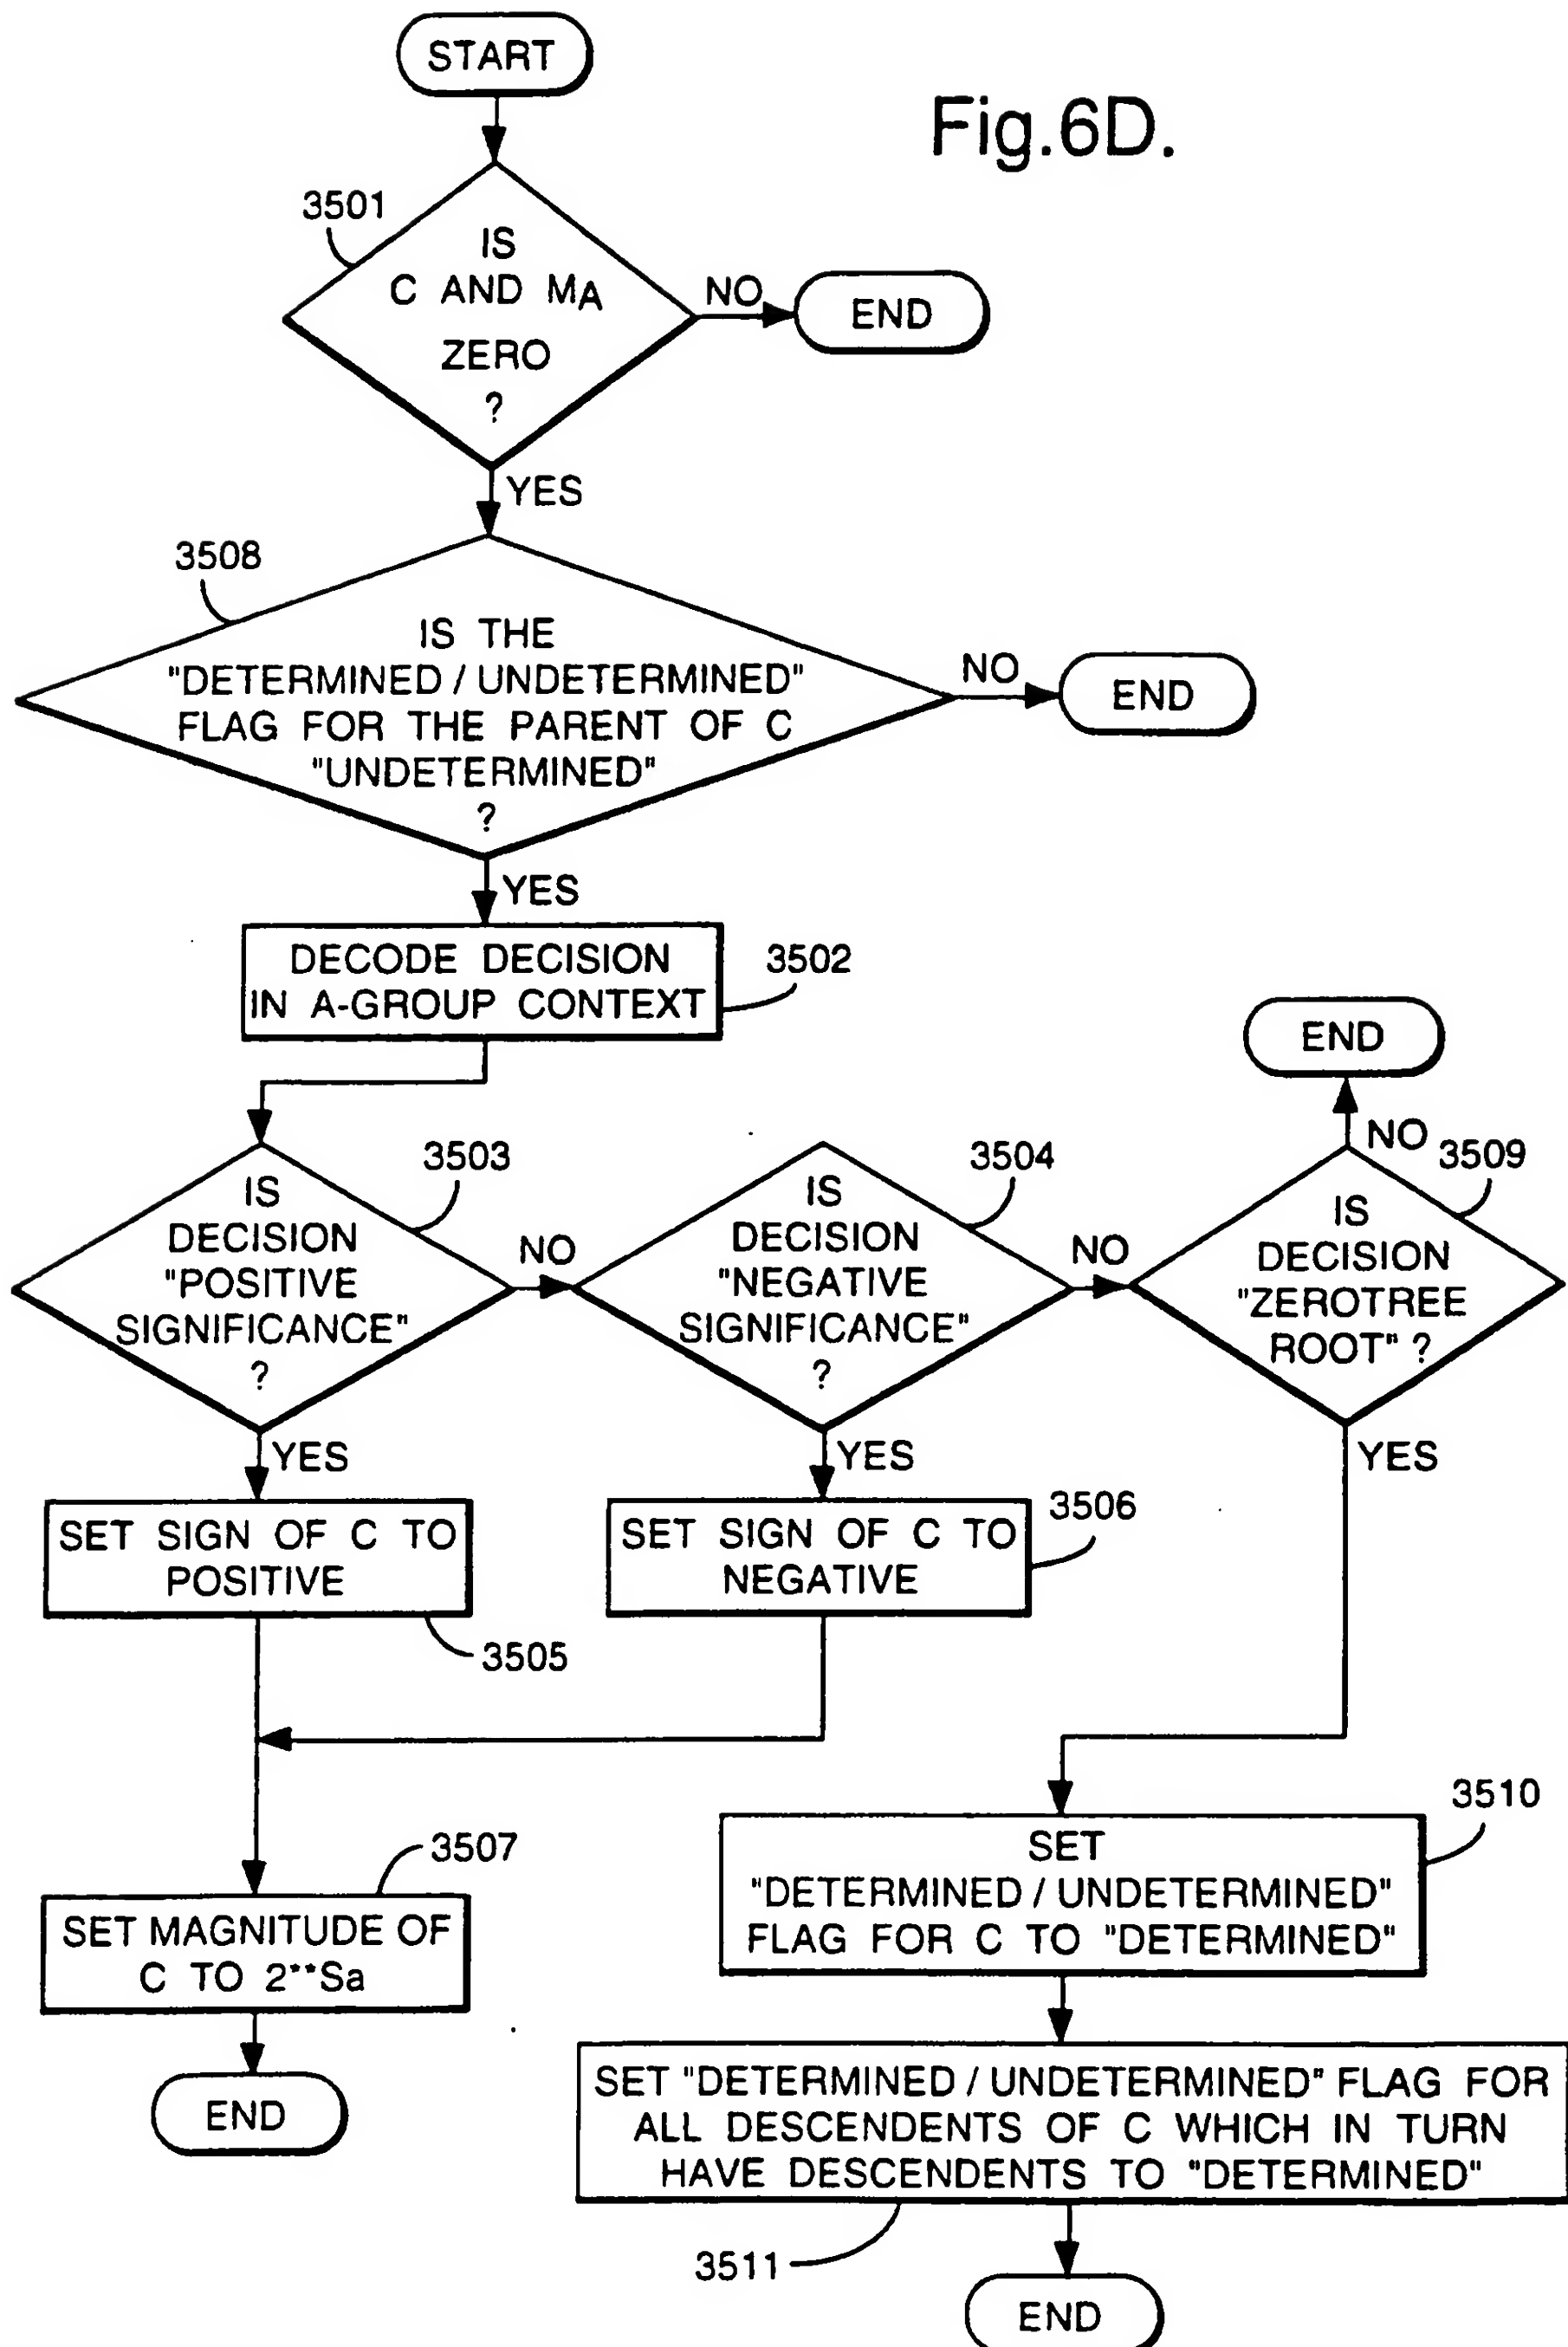 START
Fig.6D.
3501
IS
C AND MA
ZERO
?
NO
END
YES
3508
IS THE
"DETERMINED / UNDETERMINED"
FLAG FOR THE PARENT OF C
"UNDETERMINED"
?
NO
END
YES
DECODE DECISION
IN A-GROUP CONTEXT
3502
END
NO
3503
IS
DECISION
"POSITIVE
SIGNIFICANCE"
?
NO
3504
IS
DECISION
"NEGATIVE
SIGNIFICANCE"
?
NO
3509
IS
DECISION
"ZEROTREE
ROOT" ?
YES
YES
YES
SET SIGN OF C TO
POSITIVE
3505
SET SIGN OF C TO
NEGATIVE
3506
3507
SET MAGNITUDE OF
C TO 2**Sa
END
3510
SET
"DETERMINED / UNDETERMINED"
FLAG FOR C TO "DETERMINED"
SET "DETERMINED / UNDETERMINED" FLAG FOR
ALL DESCENDENTS OF C WHICH IN TURN
HAVE DESCENDENTS TO "DETERMINED"
3511
END